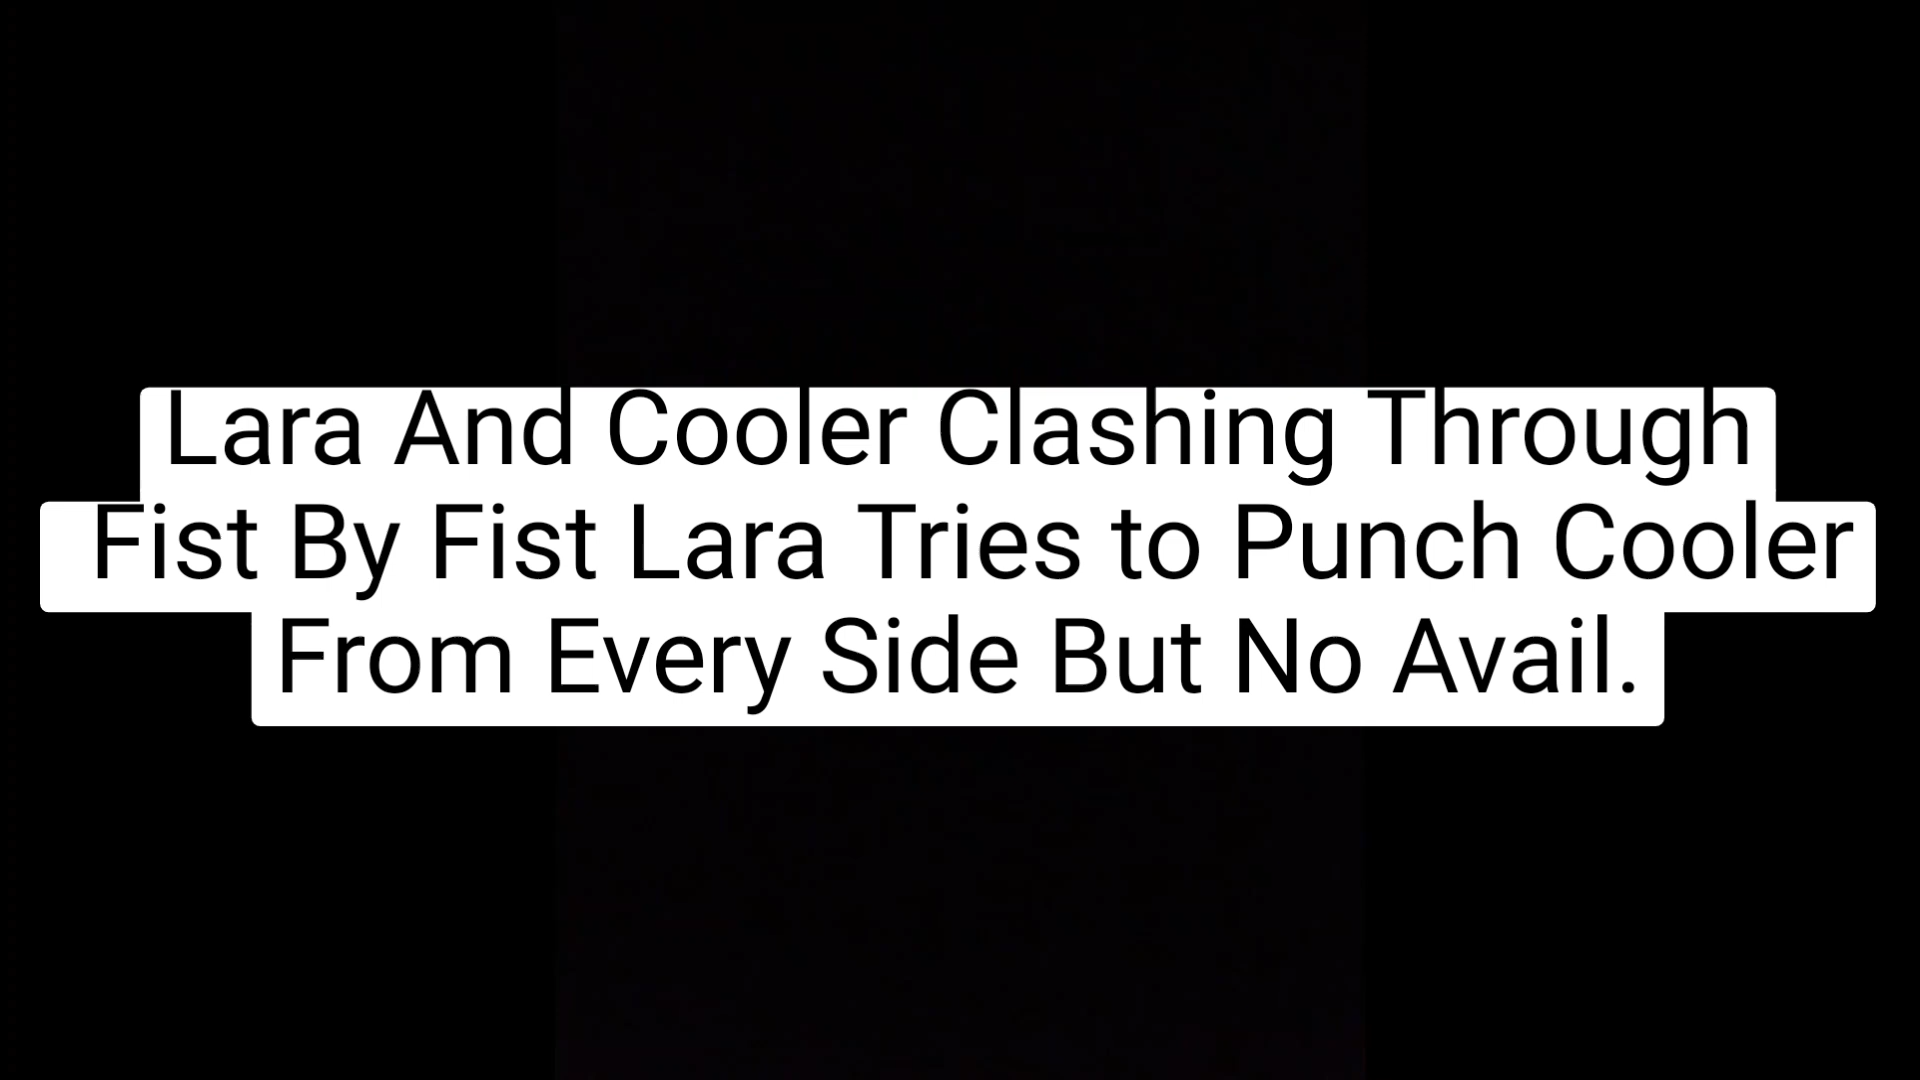 Lara And Cooler Clashing Through
Fist By Fist Lara Tries to Punch Cooler
From Every Side But No Avail.